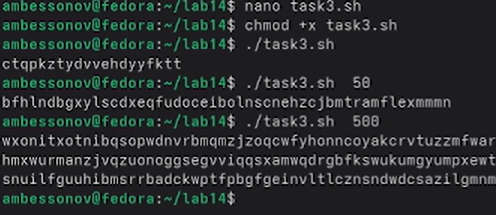 ambessonov@fedora:~/lab14$ nano task3.sh
ambessonov@fedora:~/lab14$ chmod +x task3.sh
ambessonov@fedora:~/lab14$ ./task3.sh
ctqpkztydvvehdyyfktt
ambessonov@fedora:~/lab14$ ./task3.sh 50
bfhlndbgxylscdxeqfudoceibolnscnehzcjbmtramflexmmmn
ambessonov@fedora:~/lab14$ ./task3.sh 500
wxonitxotnibqsopwdnvrbmqmzjzoqcwfyhonncoyakcrvtuzzmfwar
hmxwurmanzjvqzuonoggsegvviqqsxamwqdrgbfkswukumgyumpxewt
snuilfguuhibmsrrbadckwptfpbgfgeinvltlcznsndwdcsazilgmnm
ambessonov@fedora:~/lab14$